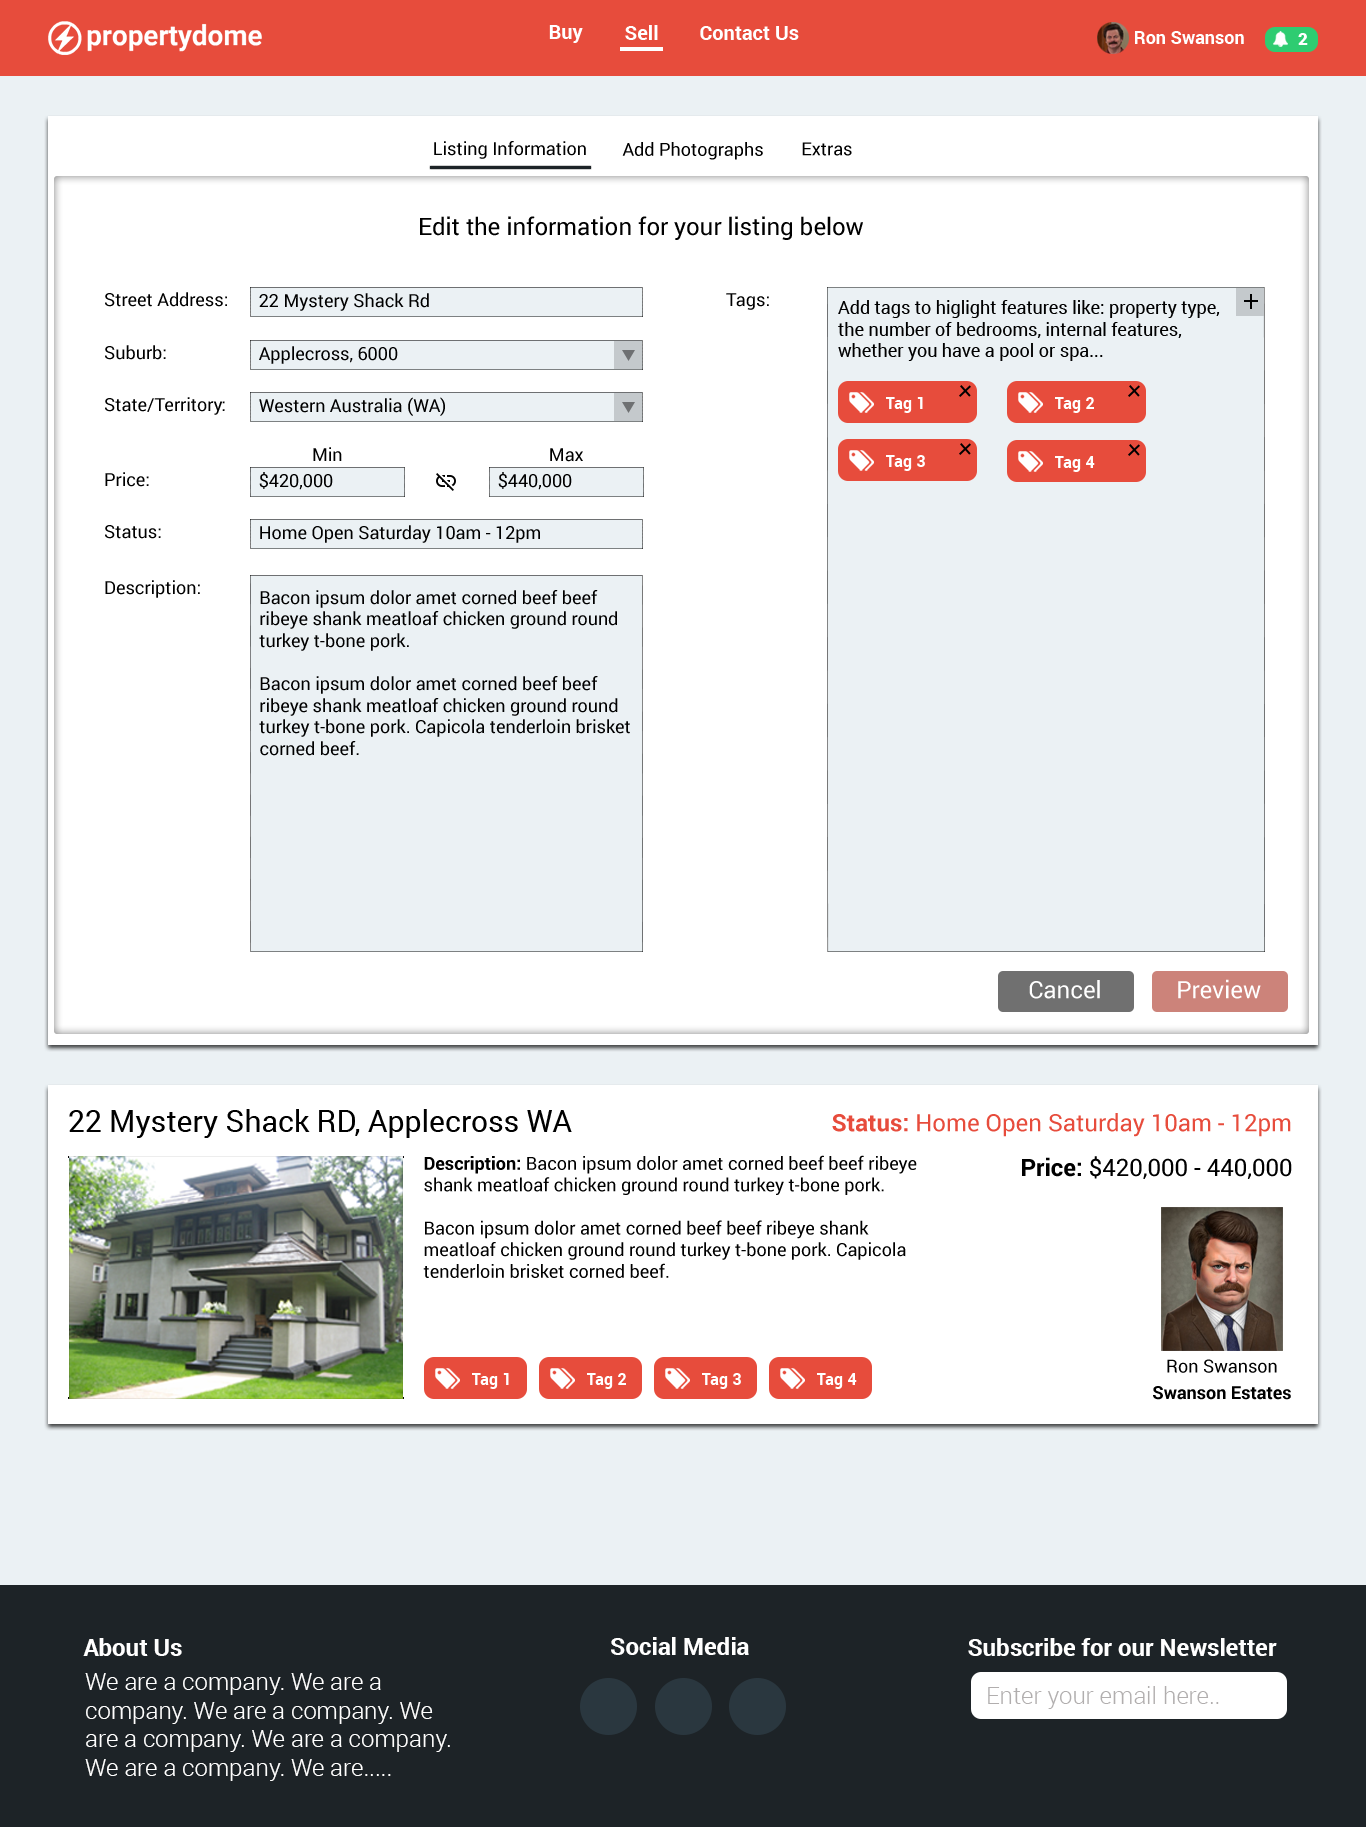 propertydome
Buy
Sell
Contact Us
Ron Swanson
2
Listing Information
Add Photographs
Extras
Edit the information for your listing below
Street Address:
22 Mystery Shack Rd
Suburb:
Applecross, 6000
State/Territory:
Western Australia (WA)
Min
Max
Price:
$420,000
$440,000
Status:
Home Open Saturday 10am - 12pm
Description:
Bacon ipsum dolor amet corned beef beef
ribeye shank meatloaf chicken ground round
turkey t-bone pork.
Bacon ipsum dolor amet corned beef beef
ribeye shank meatloaf chicken ground round
turkey t-bone pork. Capicola tenderloin brisket
corned beef.
Tags:
Add tags to higlight features like: property type,
the number of bedrooms, internal features,
whether you have a pool or spa...
Tag 1
Tag 2
Tag 3
Tag 4
Cancel
Preview
22 Mystery Shack RD, Applecross WA
Status: Home Open Saturday 10am - 12pm
Description: Bacon ipsum dolor amet corned beef beef ribeye
shank meatloaf chicken ground round turkey t-bone pork.
Bacon ipsum dolor amet corned beef beef ribeye shank
meatloaf chicken ground round turkey t-bone pork. Capicola
tenderloin brisket corned beef.
Price: $420,000 - 440,000
Tag 1
Tag 2
Tag 3
Tag 4
Ron Swanson
Swanson Estates
About Us
We are a company. We are a
company. We are a company. We
are a company. We are a company.
We are a company. We are.....
Social Media
Subscribe for our Newsletter
Enter your email here..